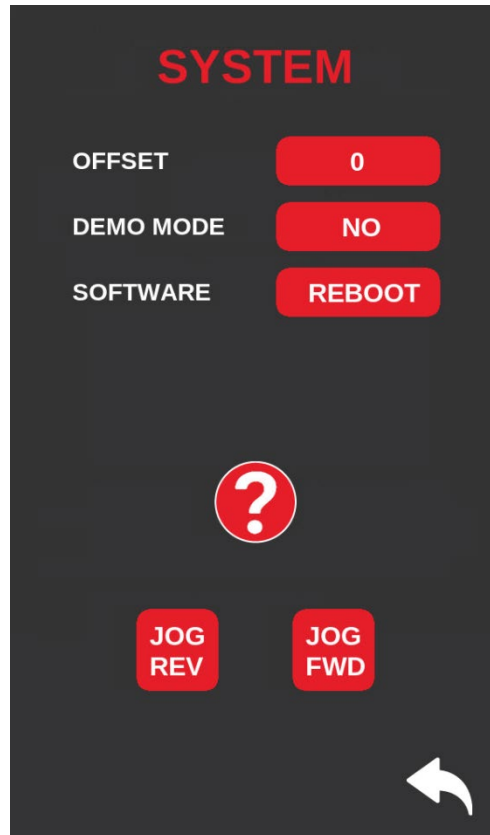 SYSTEM
OFFSET 0
DEMO MODE NO
SOFTWARE REBOOT
?
JOG REV
JOG FWD